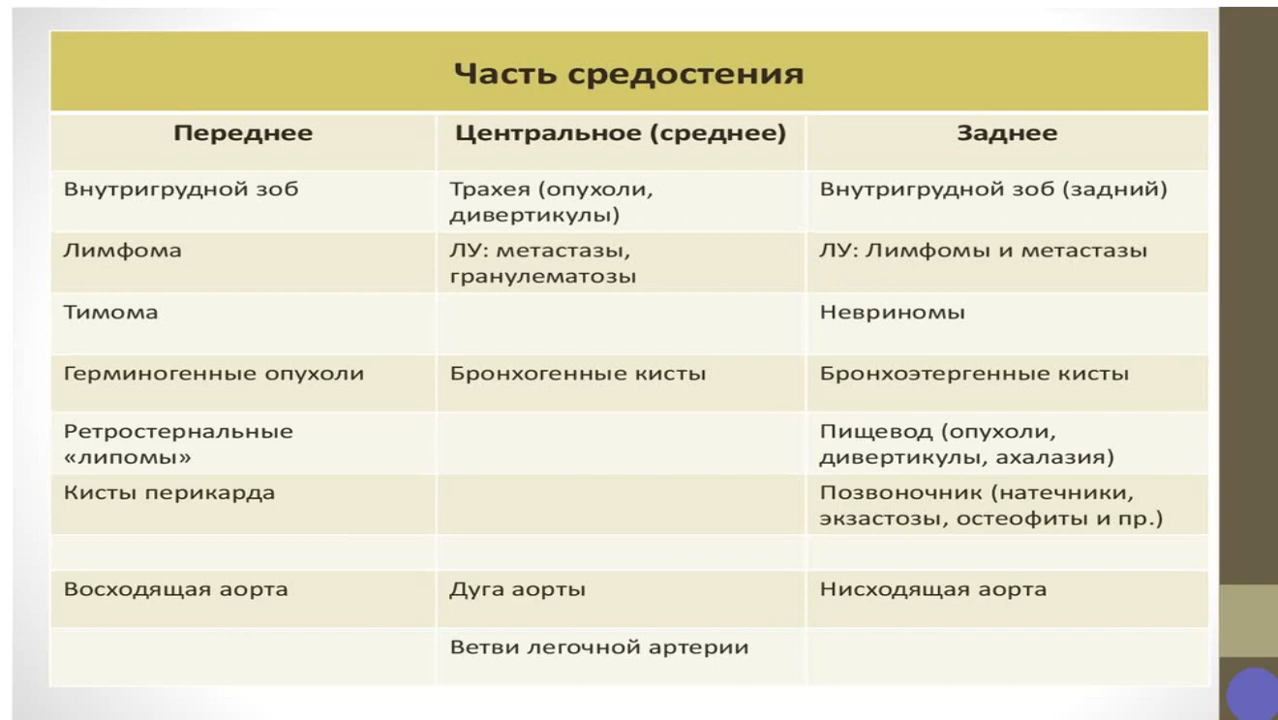 Часть средостения
Переднее Центральное (среднее) Заднее
Внутригрудной зоб Трахея (опухоли, Внутригрудной зоб (задний)
дивертикулы)
Лимфома ЛУ: метастазы, ЛУ: Лимфомы и метастазы
гранулематозы
Тимома Невриномы
Герминогенные опухоли Бронхогенные кисты Бронхоэтергенные кисты
Ретростернальные Пищевод (опухоли,
«липомы» дивертикулы, ахалазия)
Кисты перикарда Позвоночник (натечники,
экзастозы, остеофиты и пр.)
Восходящая аорта Дуга аорты Нисходящая аорта
Ветви легочной артерии